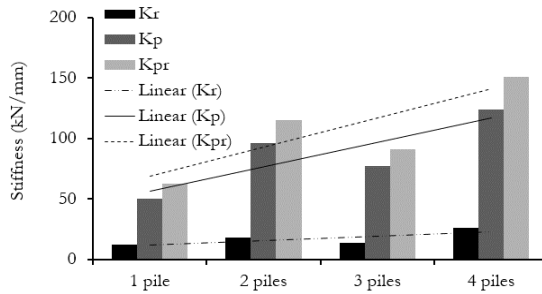 200
150
100
50
0
Stiffness (kN/mm)
Kr
Kp
Kpr
Linear (Kr)
Linear (Kp)
Linear (Kpr)
1 pile
2 piles
3 piles
4 piles